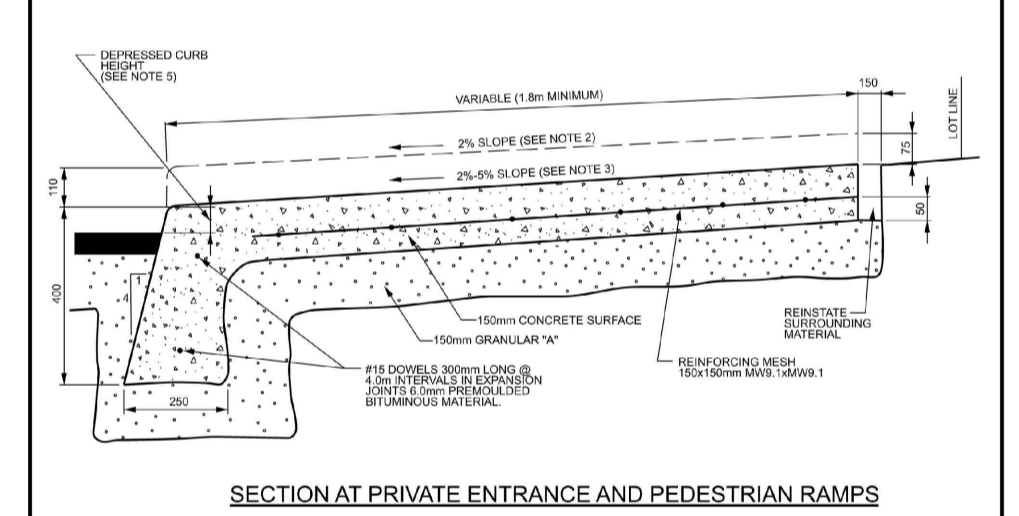 DEPRESSED CURB
HEIGHT
(SEE NOTE 5)
VARIABLE (1.8m MINIMUM)
150
LOT LINE
2% SLOPE (SEE NOTE 2)
75
2%-5% SLOPE (SEE NOTE 3)
110
50
400
1
4
150mm CONCRETE SURFACE
150mm GRANULAR "A"
REINSTATE
SURROUNDING
MATERIAL
REINFORCING MESH
150x150mm MW9.1xMW9.1
#15 DOWELS 300mm LONG @
4.0m INTERVALS IN EXPANSION
JOINTS 6.0mm PREMOULDED
BITUMINOUS MATERIAL.
250
SECTION AT PRIVATE ENTRANCE AND PEDESTRIAN RAMPS